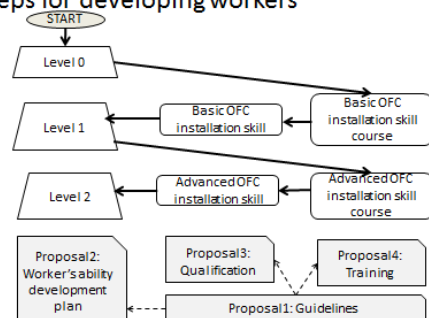 eps for developing workers
START
Level 0
Basic OFC
installation skill
course
Basic OFC
installation skill
Level 1
Advanced OFC
installation skill
course
Advanced OFC
installation skill
Level 2
Proposal2:
Worker's ability
development
plan
Proposal3:
Qualification
Proposal4:
Training
Proposal1: Guidelines